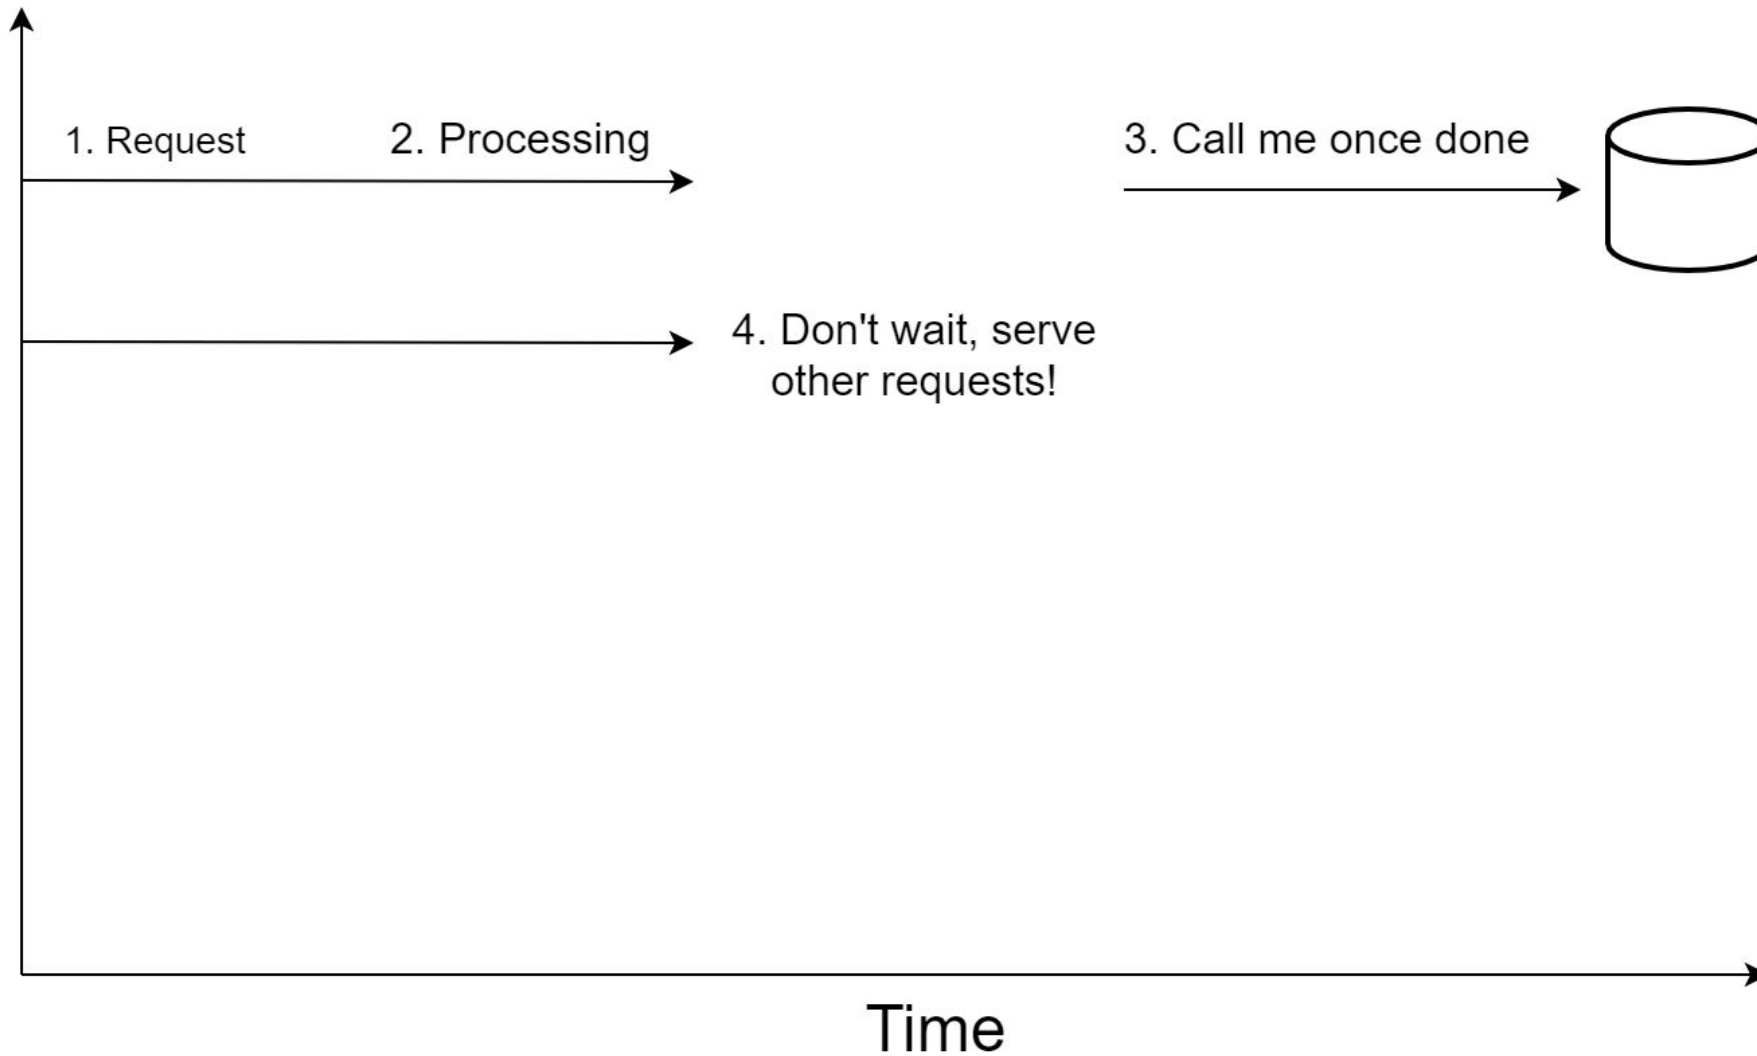 1. Request
2. Processing
3. Call me once done
4. Don't wait, serve
other requests!
Time